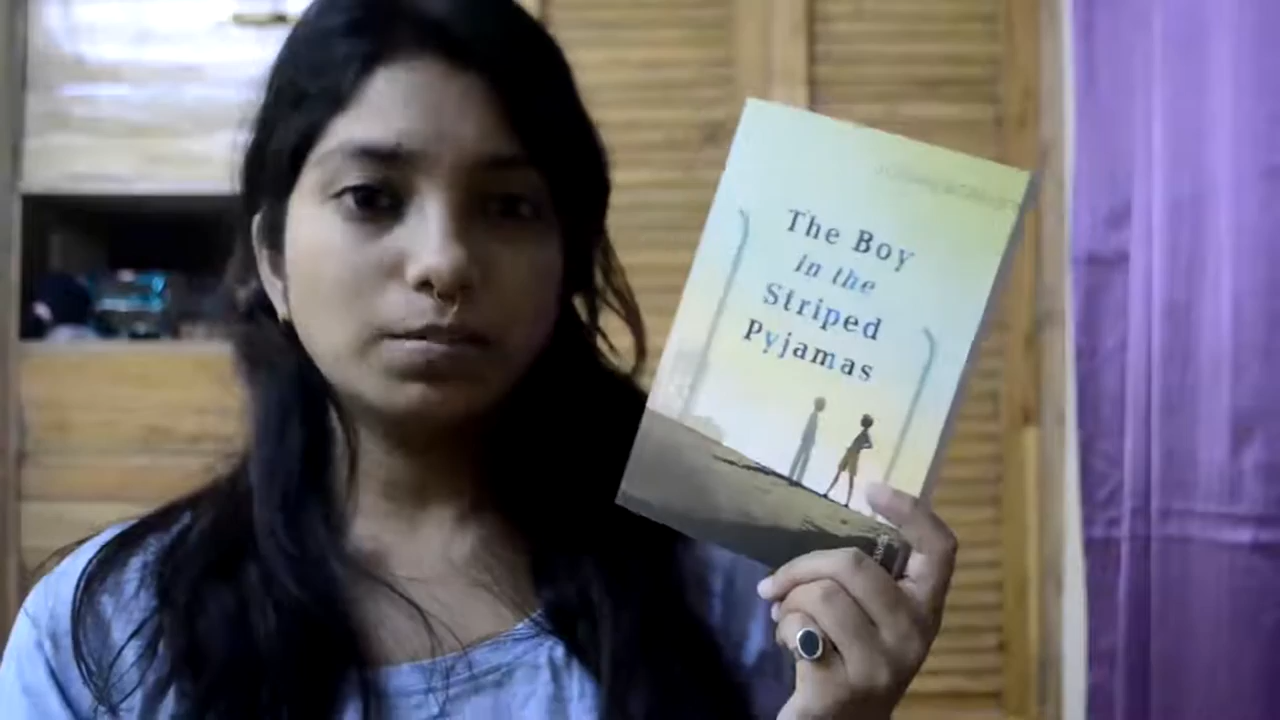 The Boy
in the
Striped
Pyjamas